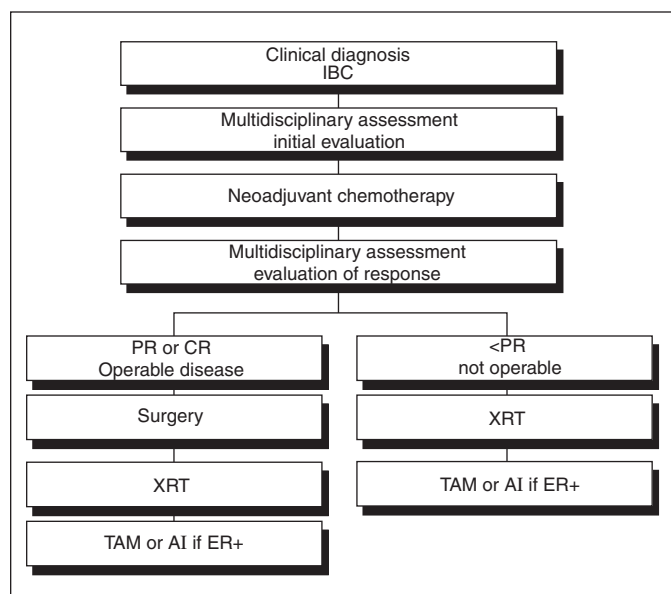 Clinical diagnosis
IBC
Multidisciplinary assessment
initial evaluation
Neoadjuvant chemotherapy
Multidisciplinary assessment
evaluation of response
PR or CR
Operable disease
Surgery
XRT
TAM or AI if ER+
<PR
not operable
XRT
TAM or AI if ER+